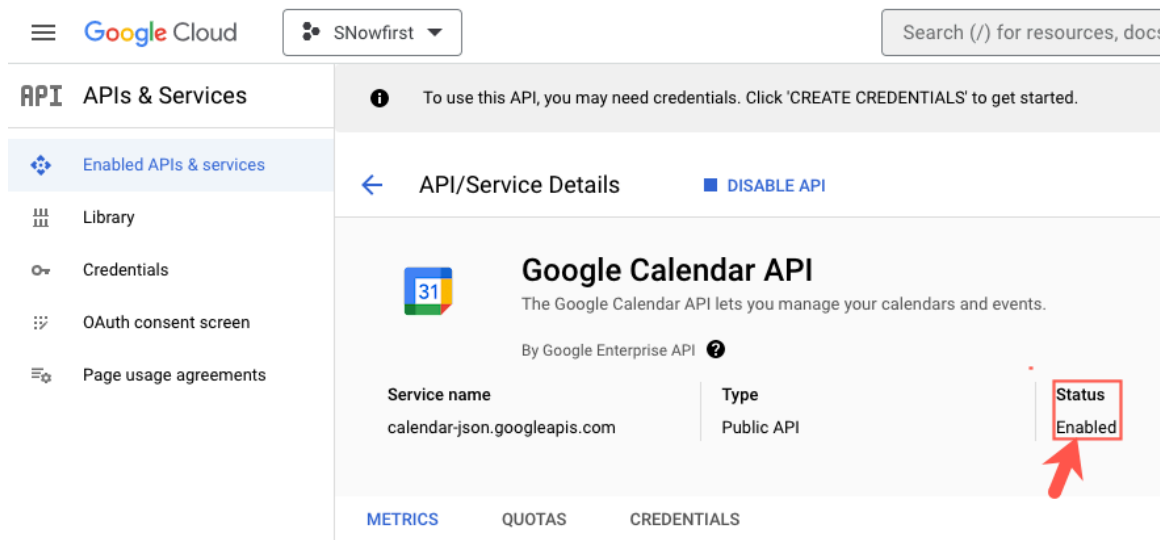 Google Cloud
SNowfirst
Search (/) for resources, docs
API
APIs & Services
To use this API, you may need credentials. Click 'CREATE CREDENTIALS' to get started.
Enabled APIs & services
API/Service Details
DISABLE API
Library
Credentials
OAuth consent screen
Page usage agreements
31
Google Calendar API
The Google Calendar API lets you manage your calendars and events.
By Google Enterprise API
Service name
Type
Status
calendar-json.googleapis.com
Public API
Enabled
METRICS
QUOTAS
CREDENTIALS